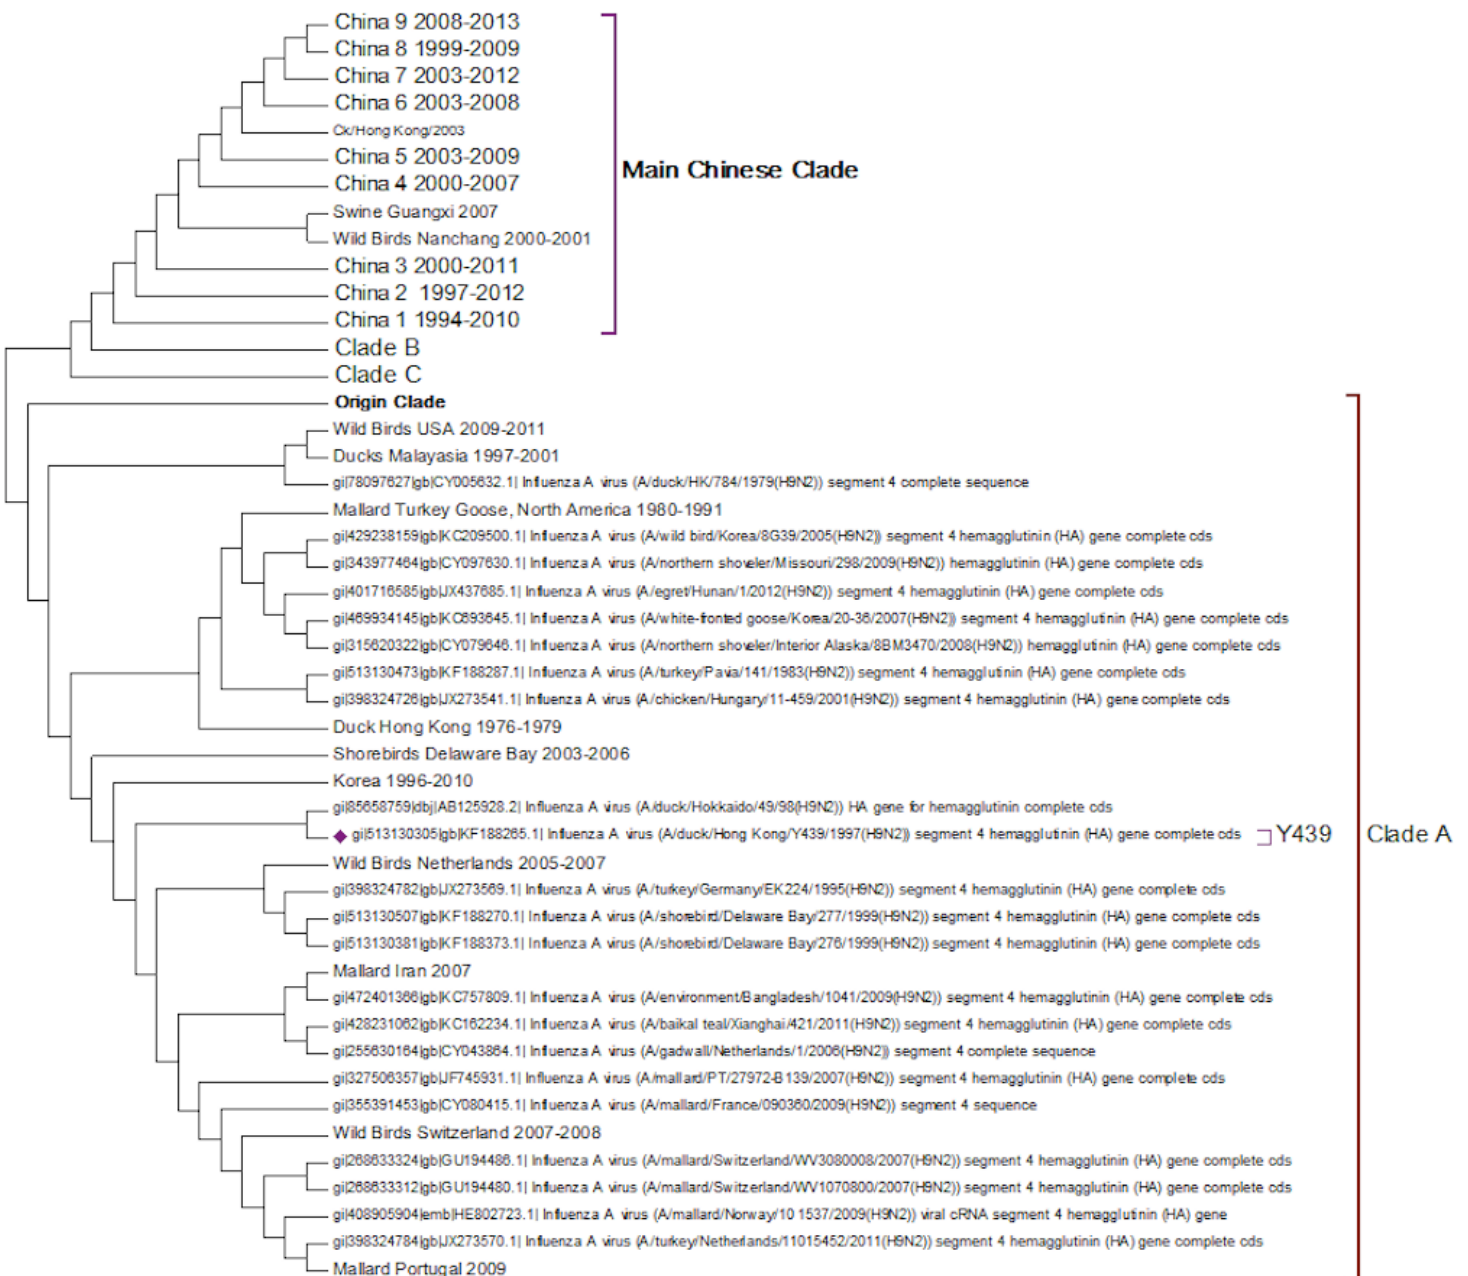 China 9 2008-2013
China 8 1999-2009
China 7 2003-2012
China 6 2003-2008
Ck/Hong Kong/2003
China 5 2003-2009
China 4 2000-2007
Main Chinese Clade
Swine Guangxi 2007
Wild Birds Nanchang 2000-2001
China 3 2000-2011
China 2 1997-2012
China 1 1994-2010
Clade B
Clade C
Origin Clade
Wild Birds USA 2009-2011
Ducks Malayasia 1997-2001
gi|78097627|gb|CY005632.1| Influenza A virus (A/duck/HK/784/1979(H9N2)) segment 4 complete sequence
Mallard Turkey Goose, North America 1980-1991
gi|429238159|gb|KC209500.1| Influenza A virus (A/wild bird/Korea/8G39/2005(H9N2)) segment 4 hemagglutinin (HA) gene complete cds
gi|343977464|gb|CY097630.1| Influenza A virus (A/northern shoveler/Missouri/298/2009(H9N2)) hemagglutinin (HA) gene complete cds
gi|401716585|gb|JX437685.1| Influenza A virus (A/egret/Hunan/1/2012(H9N2)) segment 4 hemagglutinin (HA) gene complete cds
gi|469934145|gb|KC693645.1| Influenza A virus (A/white-fronted goose/Korea/20-36/2007(H9N2)) segment 4 hemagglutinin (HA) gene complete cds
gi|315620322|gb|CY079646.1| Influenza A virus (A/northern shoveler/Interior Alaska/8BM3470/2008(H9N2)) hemagglutinin (HA) gene complete cds
gi|513130473|gb|KF188287.1| Influenza A virus (A/turkey/Pavia/141/1983(H9N2)) segment 4 hemagglutinin (HA) gene complete cds
gi|398324726|gb|JX273541.1| Influenza A virus (A/chicken/Hungary/11-459/2001(H9N2)) segment 4 hemagglutinin (HA) gene complete cds
Duck Hong Kong 1976-1979
Shorebirds Delaware Bay 2003-2006
Korea 1996-2010
gi|85658759|dbj|AB125928.2| Influenza A virus (A/duck/Hokkaido/49/98(H9N2)) HA gene for hemagglutinin complete cds
gi|513130305|gb|KF188265.1| Influenza A virus (A/duck/Hong Kong/Y439/1997(H9N2)) segment 4 hemagglutinin (HA) gene complete cds Y439 Clade A
Wild Birds Netherlands 2005-2007
gi|398324782|gb|JX273569.1| Influenza A virus (A/turkey/Germany/EK224/1995(H9N2)) segment 4 hemagglutinin (HA) gene complete cds
gi|513130507|gb|KF188270.1| Influenza A virus (A/shorebird/Delaware Bay/277/1999(H9N2)) segment 4 hemagglutinin (HA) gene complete cds
gi|513130381|gb|KF188373.1| Influenza A virus (A/shorebird/Delaware Bay/276/1999(H9N2)) segment 4 hemagglutinin (HA) gene complete cds
Mallard Iran 2007
gi|472401366|gb|KC757809.1| Influenza A virus (A/environment/Bangladesh/1041/2009(H9N2)) segment 4 hemagglutinin (HA) gene complete cds
gi|428231062|gb|KC162234.1| Influenza A virus (A/baikal teal/Xianghai/421/2011(H9N2)) segment 4 hemagglutinin (HA) gene complete cds
gi|255630164|gb|CY043864.1| Influenza A virus (A/gadwall/Netherlands/1/2006(H9N2)) segment 4 complete sequence
gi|327506357|gb|JF745931.1| Influenza A virus (A/mallard/PT/27972-B139/2007(H9N2)) segment 4 hemagglutinin (HA) gene complete cds
gi|355391453|gb|CY080415.1| Influenza A virus (A/mallard/France/090360/2009(H9N2)) segment 4 sequence
Wild Birds Switzerland 2007-2008
gi|268633324|gb|GU194486.1| Influenza A virus (A/mallard/Switzerland/WV3080008/2007(H9N2)) segment 4 hemagglutinin (HA) gene complete cds
gi|268633312|gb|GU194480.1| Influenza A virus (A/mallard/Switzerland/WV1070800/2007(H9N2)) segment 4 hemagglutinin (HA) gene complete cds
gi|408905904|emb|HE802723.1| Influenza A virus (A/mallard/Norway/10 1537/2009(H9N2)) viral cRNA segment 4 hemagglutinin (HA) gene
gi|398324784|gb|JX273570.1| Influenza A virus (A/turkey/Netherlands/11015452/2011(H9N2)) segment 4 hemagglutinin (HA) gene complete cds
Mallard Portugal 2009